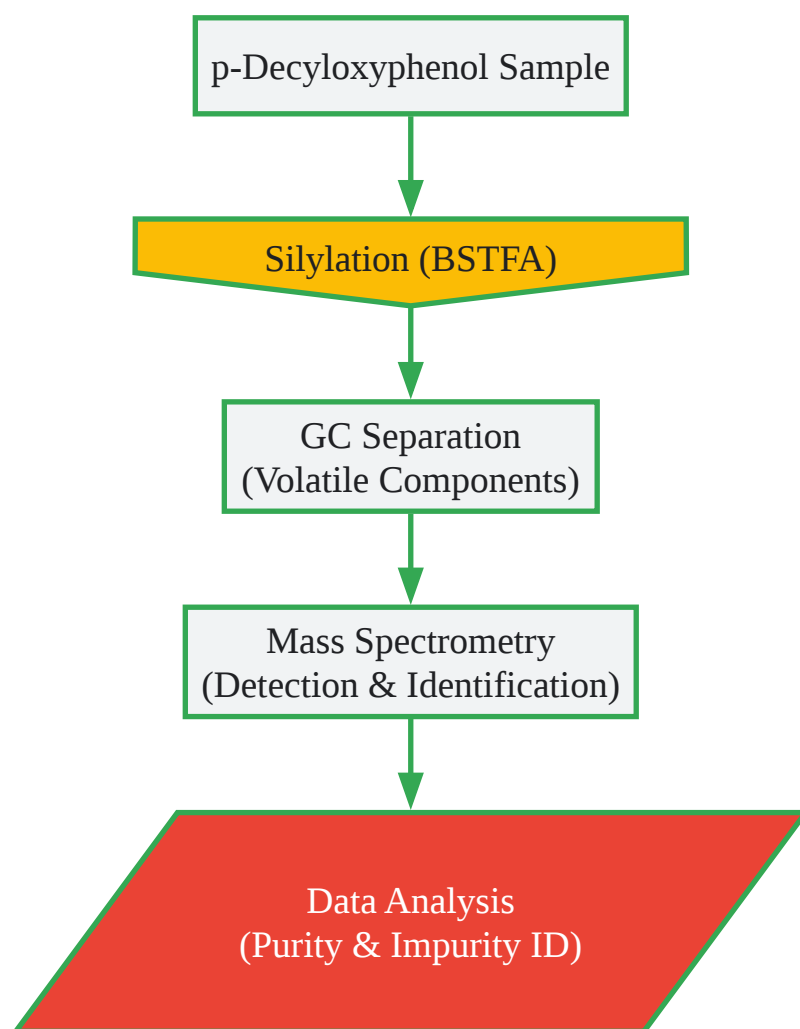 p-Decyloxyphenol Sample
Silylation (BSTFA)
GC Separation
(Volatile Components)
Mass Spectrometry
(Detection & Identification)
Data Analysis
(Purity & Impurity ID)